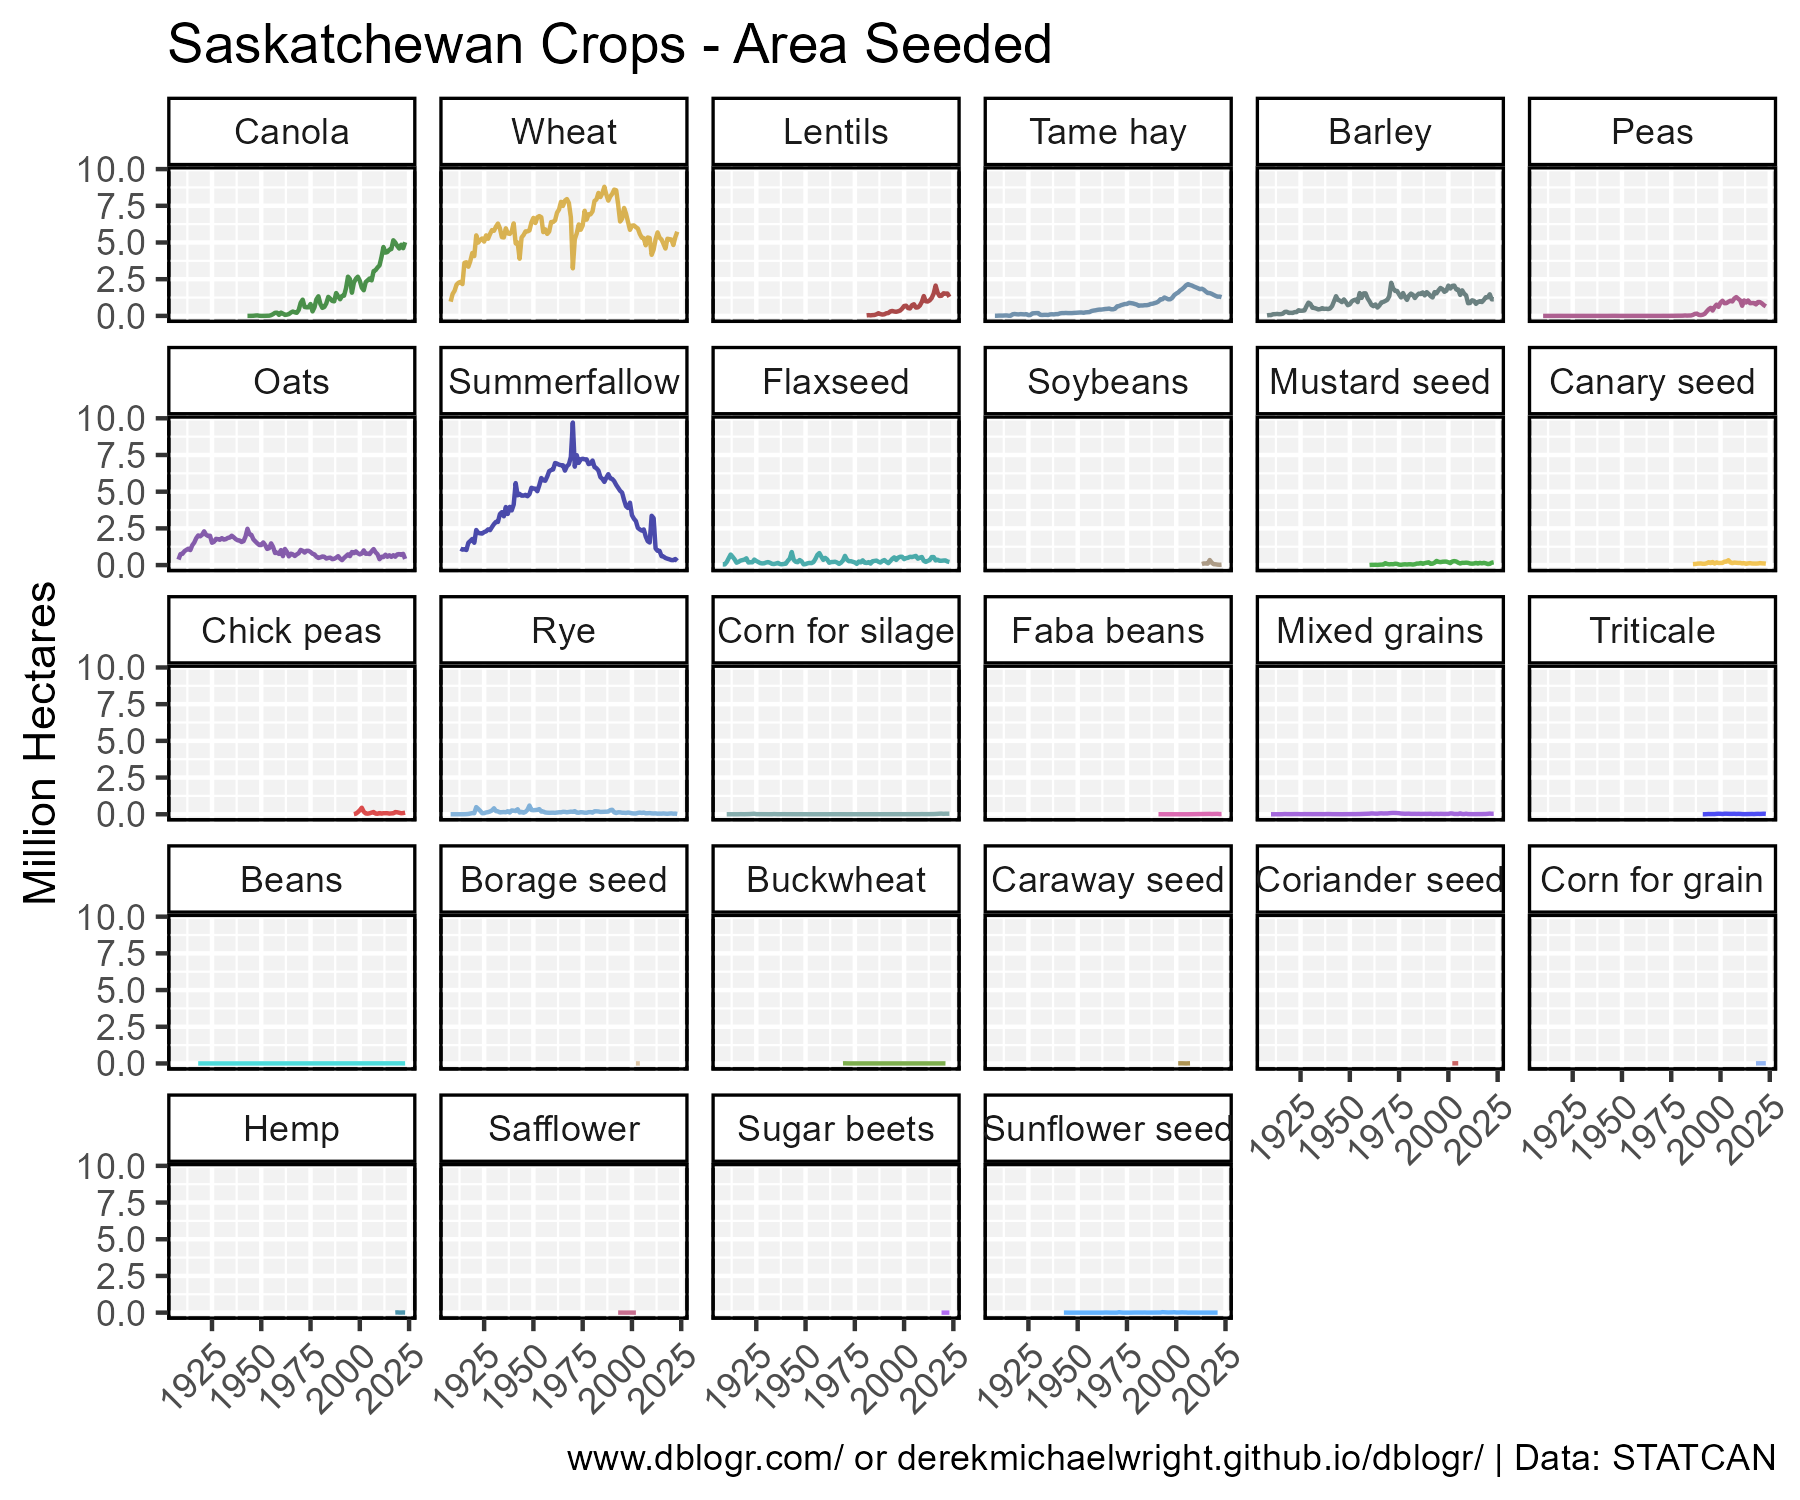 Saskatchewan Crops - Area Seeded
Canola Wheat Lentils Tame hay Barley Peas
10.0
7.5
5.0
2.5
0.0
Oats Summerfallow Flaxseed Soybeans Mustard seed Canary seed
10.0
7.5
5.0
2.5
0.0
Chick peas Rye Corn for silage Faba beans Mixed grains Triticale
10.0
7.5
5.0
2.5
0.0
Beans Borage seed Buckwheat Caraway seed Coriander seed Corn for grain
10.0
7.5
5.0
2.5
0.0
1925 1950 1975 2000 2025 1925 1950 1975 2000 2025
Hemp Safflower Sugar beets Sunflower seed
10.0
7.5
5.0
2.5
0.0
1925 1950 1975 2000 2025 1925 1950 1975 2000 2025 1925 1950 1975 2000 2025 1925 1950 1975 2000 2025
Million Hectares
www.dblogr.com/ or derekmichaelwright.github.io/dblogr/ | Data: STATCAN